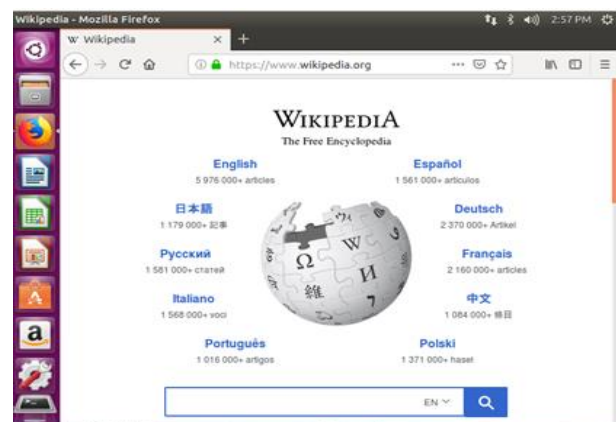 Wikipedia - Mozilla Firefox 2:57 PM
W Wikipedia
https://www.wikipedia.org
WIKIPEDIA
The Free Encyclopedia
English Español
5 976 000+ articles 1 561 000+ artículos
日本語 Deutsch
1 179 000+ 記事 2 370 000+ Artikel
Русский Français
1 581 000+ статей 2 160 000+ articles
Italiano 中文
1 568 000+ voci 1 084 000+ 條目
Ω W И 維 7
Português Polski
1 016 000+ artigos 1 371 000+ haseł
EN